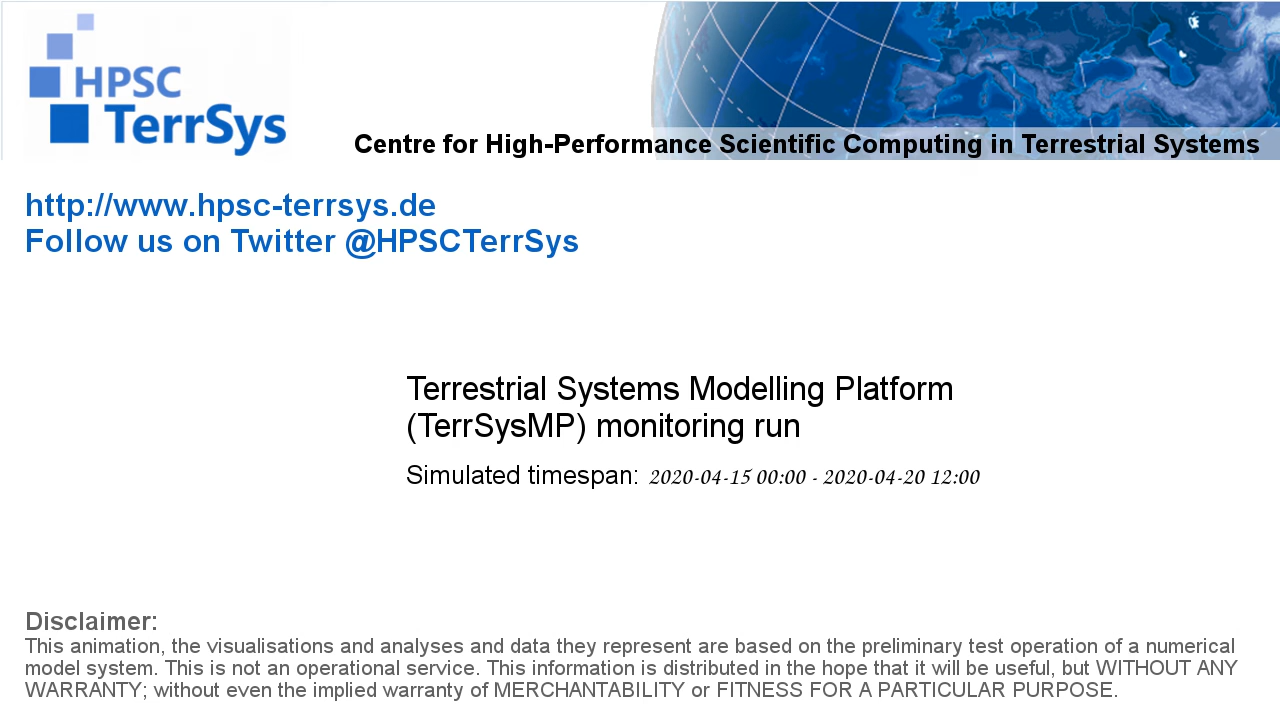 HPSC
TerrSys
Centre for High-Performance Scientific Computing in Terrestrial Systems
http://www.hpsc-terrsys.de
Follow us on Twitter @HPSCTerrSys
Terrestrial Systems Modelling Platform
(TerrSysMP) monitoring run
Simulated timespan: 2020-04-15 00:00 - 2020-04-20 12:00
Disclaimer:
This animation, the visualisations and analyses and data they represent are based on the preliminary test operation of a numerical
model system. This is not an operational service. This information is distributed in the hope that it will be useful, but WITHOUT ANY
WARRANTY; without even the implied warranty of MERCHANTABILITY or FITNESS FOR A PARTICULAR PURPOSE.